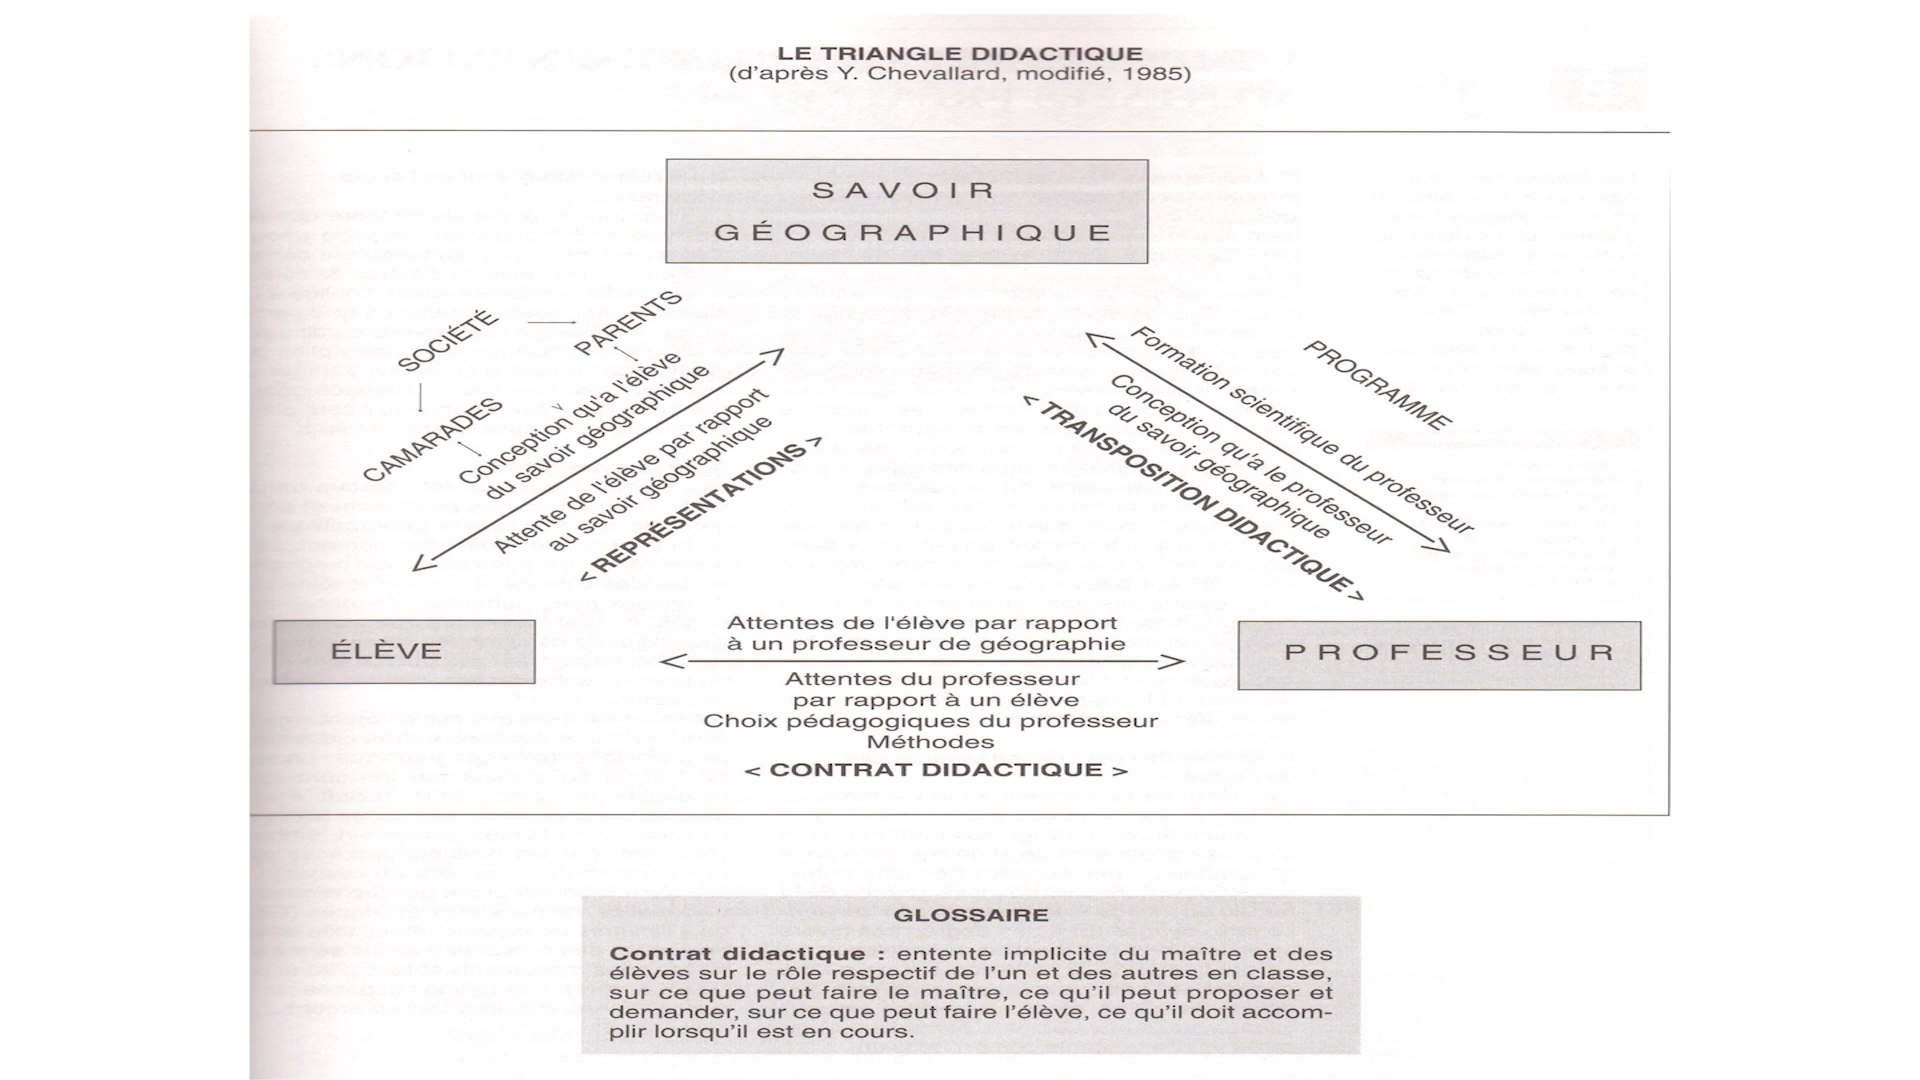 LE TRIANGLE DIDACTIQUE
(d'après Y. Chevallard, modifié, 1985)
SAVOIR
GÉOGRAPHIQUE
SOCIÉTÉ
PARENTS
CAMARADES
Conception qu'a l'élève
du savoir géographique
Attente de l'élève par rapport
au savoir géographique
< REPRÉSENTATIONS >
PROGRAMME
Formation scientifique du professeur
Conception qu'a le professeur
du savoir géographique
< TRANSPOSITION DIDACTIQUE >
ÉLÈVE
Attentes de l'élève par rapport
à un professeur de géographie
Attentes du professeur
par rapport à un élève
Choix pédagogiques du professeur
Méthodes
< CONTRAT DIDACTIQUE >
PROFESSEUR
GLOSSAIRE
Contrat didactique : entente implicite du maître et des
élèves sur le rôle respectif de l'un et des autres en classe,
sur ce que peut faire le maître, ce qu'il peut proposer et
demander, sur ce que peut faire l'élève, ce qu'il doit accom-
plir lorsqu'il est en cours.